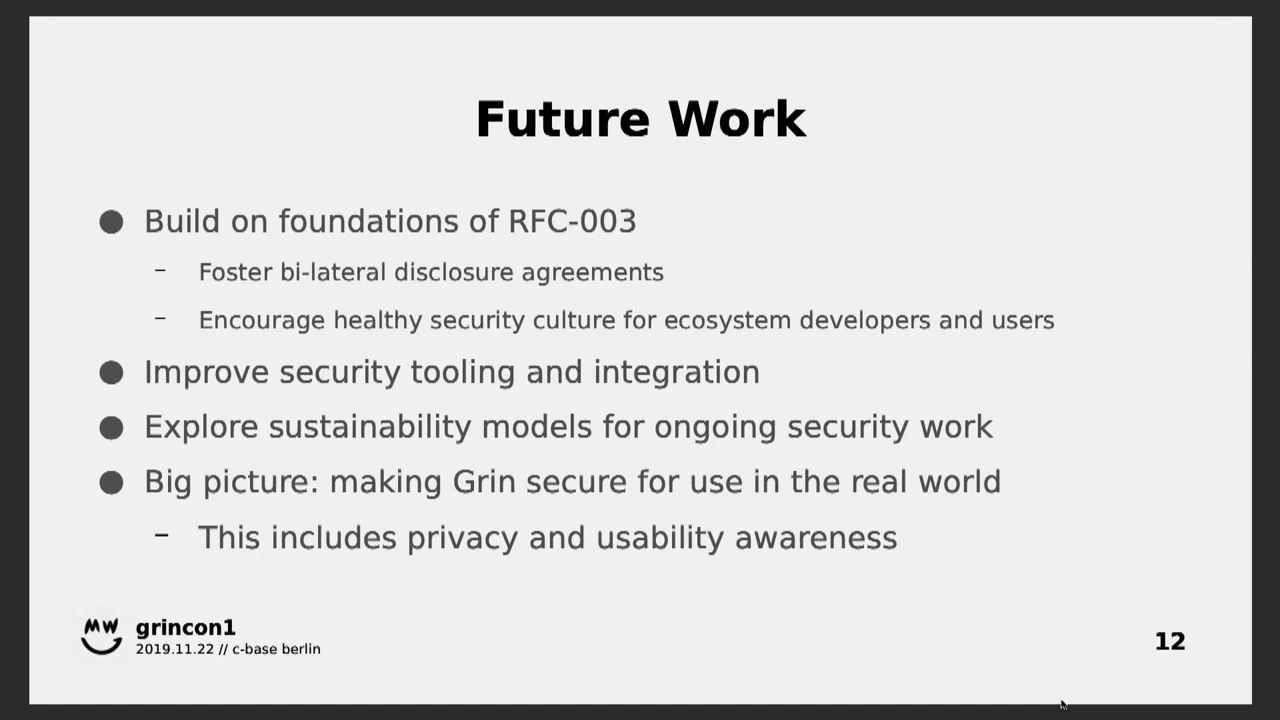 Future Work
● Build on foundations of RFC-003
– Foster bi-lateral disclosure agreements
– Encourage healthy security culture for ecosystem developers and users
● Improve security tooling and integration
● Explore sustainability models for ongoing security work
● Big picture: making Grin secure for use in the real world
– This includes privacy and usability awareness
MW
grincon1
2019.11.22 // c-base berlin
12